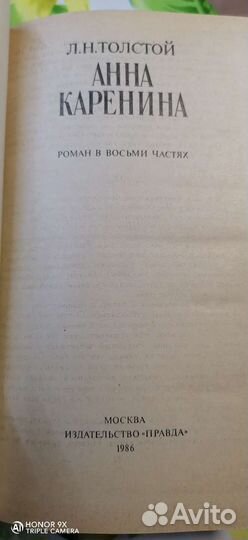 Л.Н.ТОЛСТОЙ
АННА
КАРЕНИНА
РОМАН В ВОСЬМИ ЧАСТЯХ
МОСКВА
ИЗДАТЕЛЬСТВО «ПРАВДА»
1986
HONOR 9X
TRIPLE CAMERA
Avito